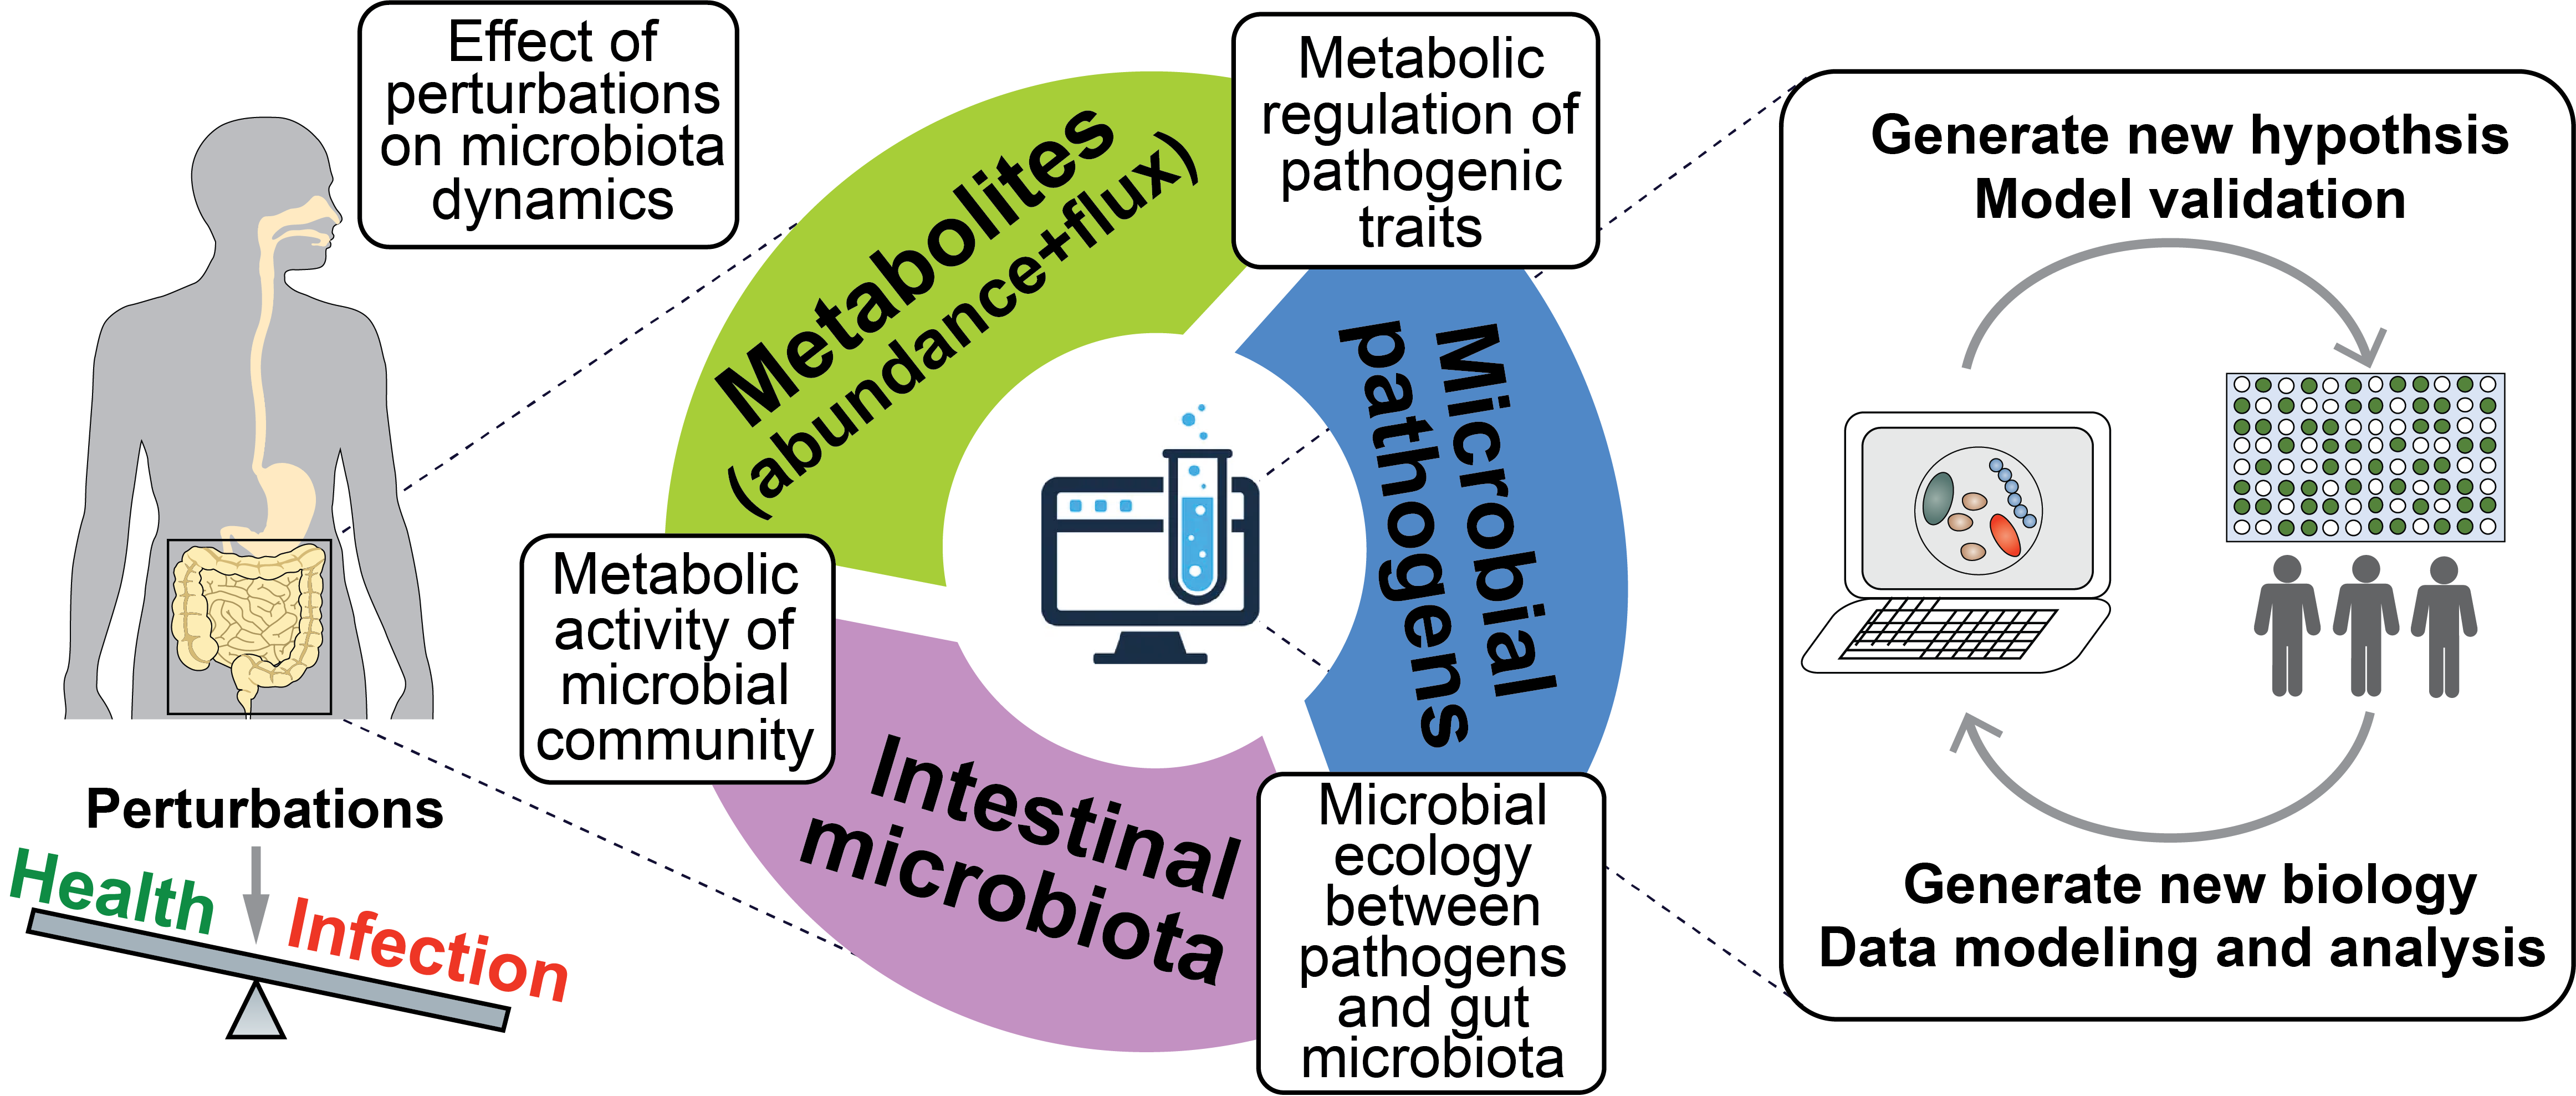 Effect of
perturbations
on microbiota
dynamics
Perturbations
Health
Infection
Metabolites
(abundance+flux)
Metabolic
regulation of
pathogenic
traits
Microbial
pathogens
Metabolic
activity of
microbial
community
Intestinal
microbiota
Microbial
ecology
between
pathogens
and gut
microbiota
Generate new hypothsis
Model validation
Generate new biology
Data modeling and analysis